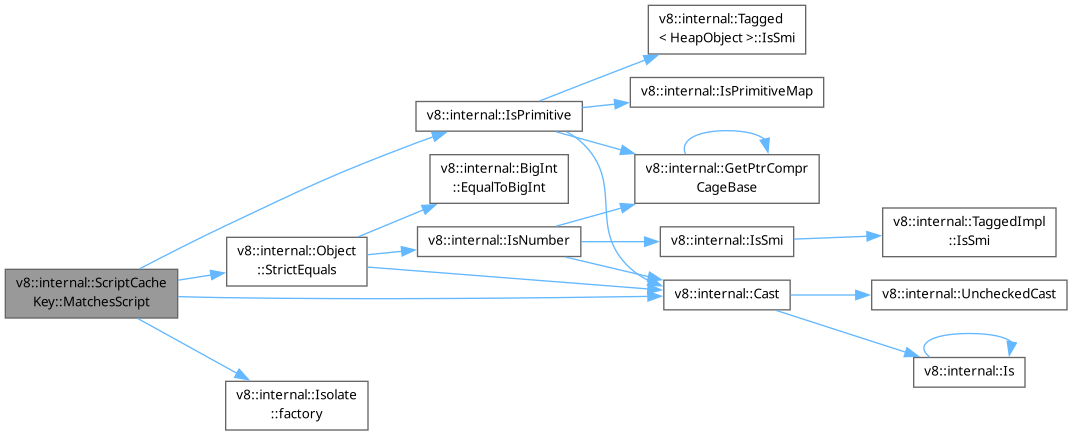 v8::internal::Tagged
< HeapObject >::IsSmi
v8::internal::IsPrimitiveMap
v8::internal::IsPrimitive
v8::internal::BigInt
::EqualToBigInt
v8::internal::GetPtrCompr
CageBase
v8::internal::Object
::StrictEquals
v8::internal::IsNumber
v8::internal::IsSmi
v8::internal::TaggedImpl
::IsSmi
v8::internal::ScriptCache
Key::MatchesScript
v8::internal::Cast
v8::internal::UncheckedCast
v8::internal::Is
v8::internal::Isolate
::factory